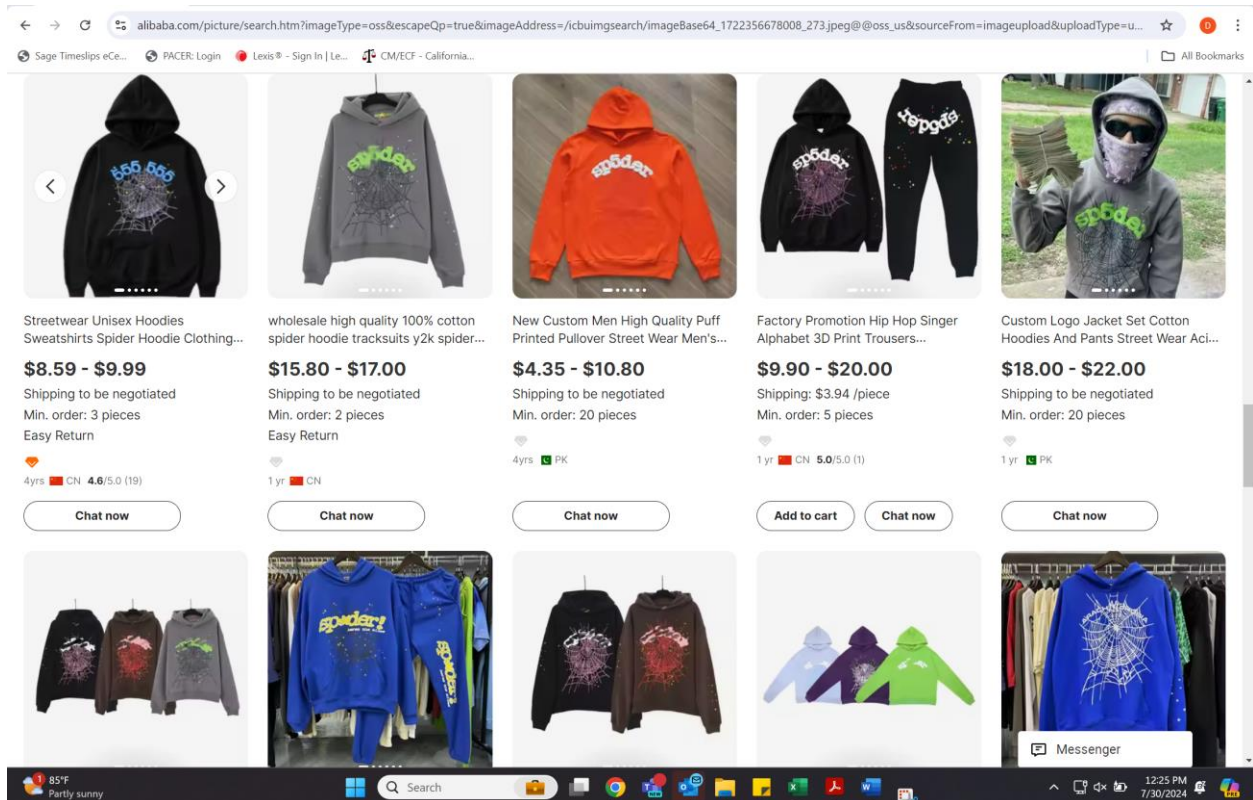 alibaba.com/picture/search.htm?imageType=oss&escapeQp=true&imageAddress=/icbuimgsearch/imageBase64_1722356678008_273.jpeg@@oss_us&sourceFrom=imageupload&uploadType=u...
D
Sage Timeslips eCe...
PACER: Login
Lexis® - Sign In | Le...
CM/ECF - California...
All Bookmarks
555 555
sp5der
sp5der
sp5der
sp5der
sp5der
Streetwear Unisex Hoodies
Sweatshirts Spider Hoodie Clothing...
$8.59 - $9.99
Shipping to be negotiated
Min. order: 3 pieces
Easy Return
4yrs CN 4.6/5.0 (19)
Chat now
wholesale high quality 100% cotton
spider hoodie tracksuits y2k spider...
$15.80 - $17.00
Shipping to be negotiated
Min. order: 2 pieces
Easy Return
1 yr CN
Chat now
New Custom Men High Quality Puff
Printed Pullover Street Wear Men's...
$4.35 - $10.80
Shipping to be negotiated
Min. order: 20 pieces
4yrs PK
Chat now
Factory Promotion Hip Hop Singer
Alphabet 3D Print Trousers...
$9.90 - $20.00
Shipping: $3.94 /piece
Min. order: 5 pieces
1 yr CN 5.0/5.0 (1)
Add to cart
Chat now
Custom Logo Jacket Set Cotton
Hoodies And Pants Street Wear Aci...
$18.00 - $22.00
Shipping to be negotiated
Min. order: 20 pieces
1 yr PK
Chat now
Messenger
1
85°F
Partly sunny
Search
NEW
12:25 PM
7/30/2024
PRE